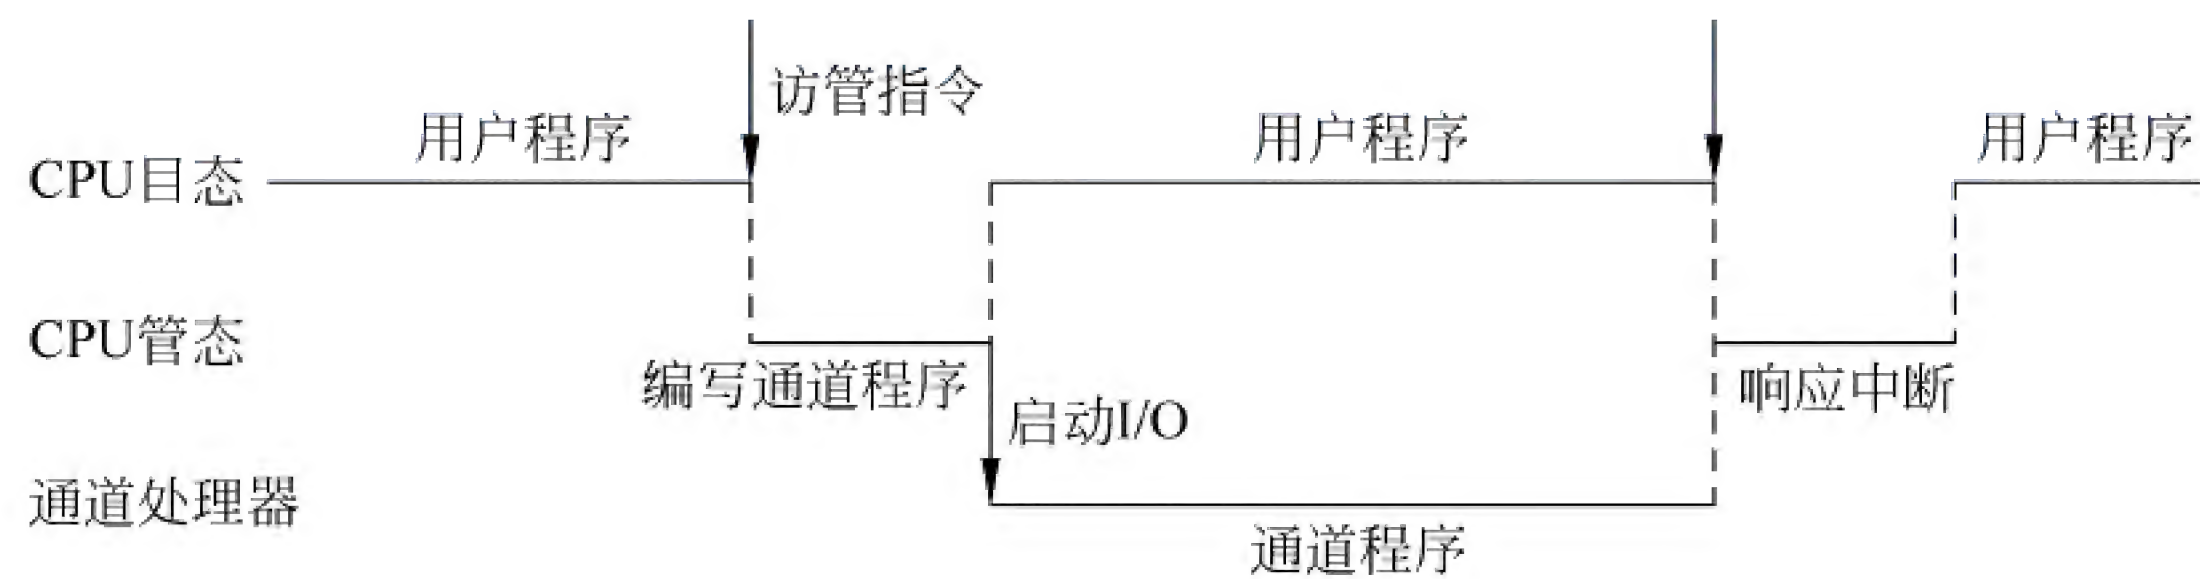 访管指令
用户程序
用户程序
用户程序
CPU目态
CPU管态
编写通道程序
响应中断
启动I/O
通道处理器
通道程序